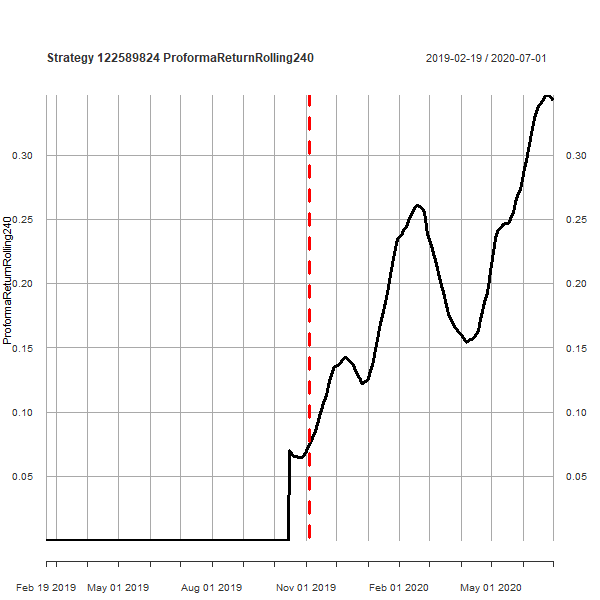 Strategy 122589824 ProformaReturnRolling240
2019-02-19 / 2020-07-01
ProformaReturnRolling240
0.30 0.30
0.25 0.25
0.20 0.20
0.15 0.15
0.10 0.10
0.05 0.05
Feb 19 2019 May 01 2019 Aug 01 2019 Nov 01 2019 Feb 01 2020 May 01 2020